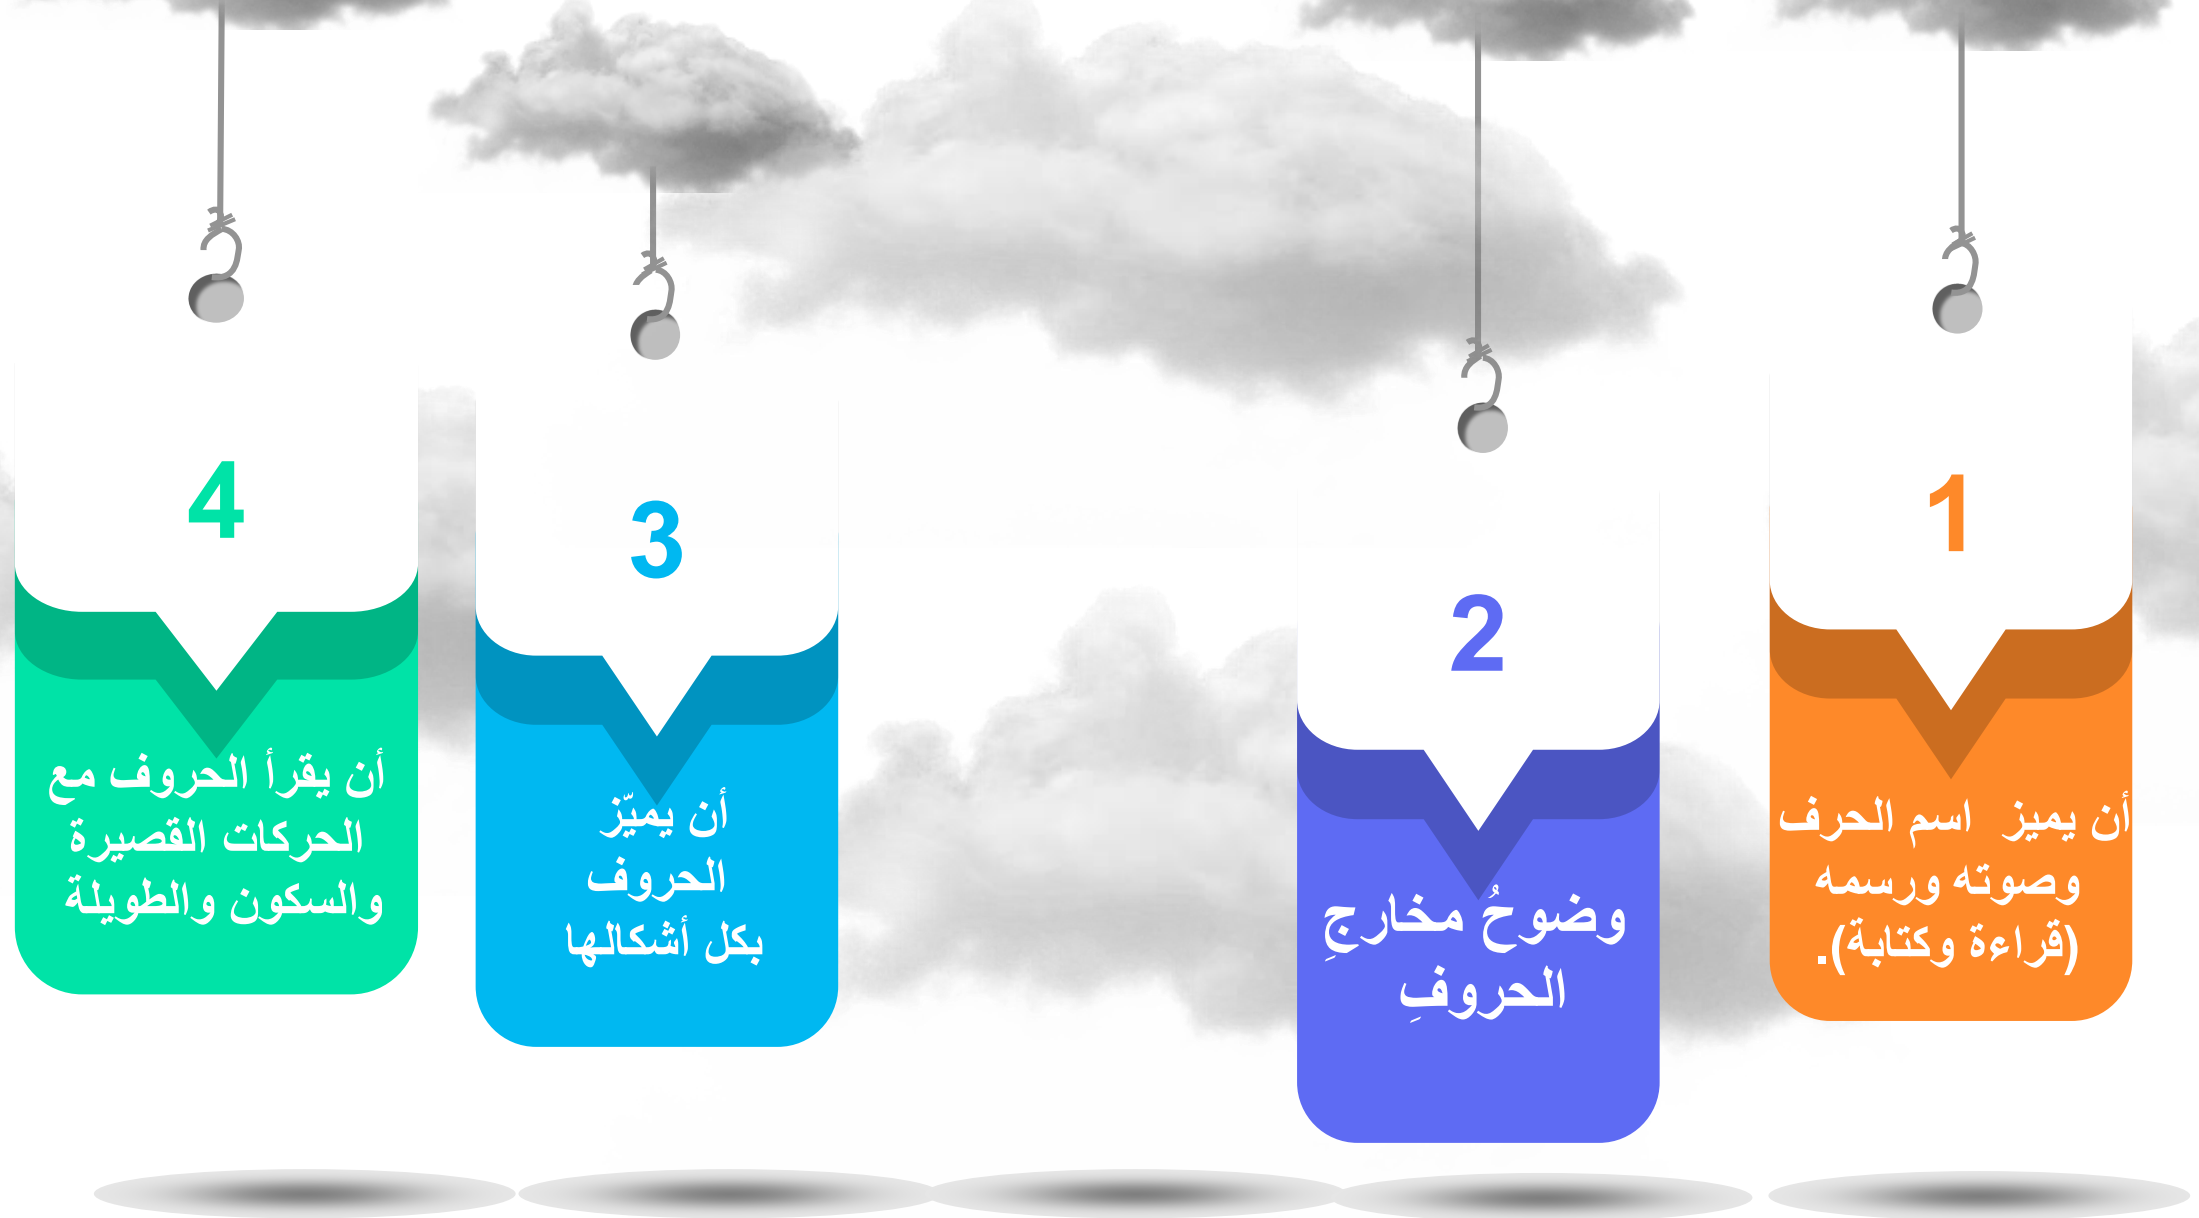 1
أن يميز اسم الحرف
وصوته ورسمه
(قراءة وكتابة).
2
وضوحُ مخارجِ
الحروفِ
3
أن يميّز
الحروف
بكل أشكالها
4
أن يقرأ الحروف مع
الحركات القصيرة
والسكون والطويلة